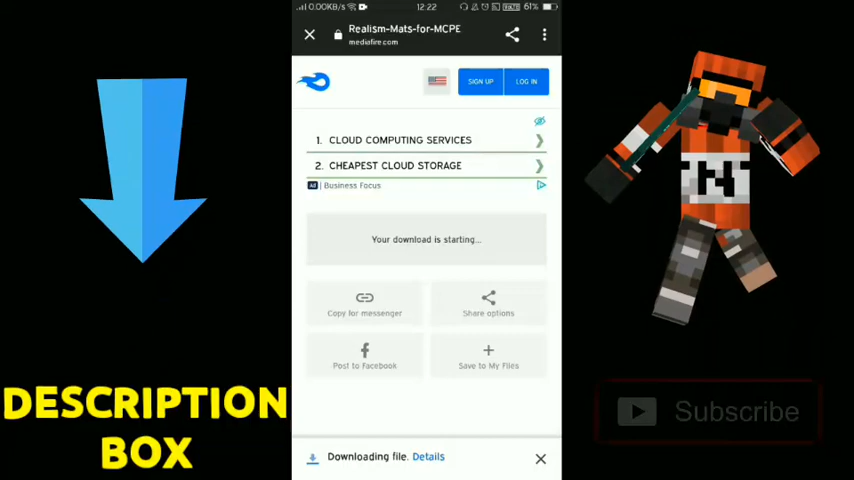 0.00KB/s
12:22
61%
Realism-Mats-for-MCPE
mediafire.com
SIGN UP
LOG IN
1. CLOUD COMPUTING SERVICES
2. CHEAPEST CLOUD STORAGE
Ad Business Focus
Your download is starting...
Copy for messenger
Share options
Post to Facebook
Save to My Files
Downloading file. Details
DESCRIPTION
BOX
N
Subscribe